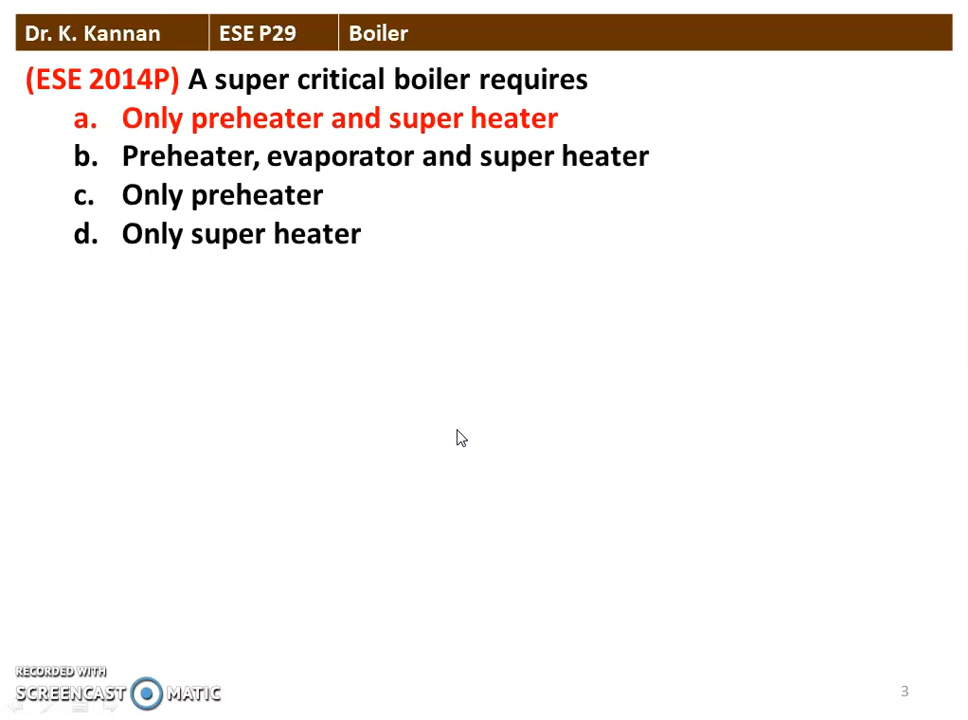 Dr. K. Kannan ESE P29 Boiler
(ESE 2014P) A super critical boiler requires
a. Only preheater and super heater
b. Preheater, evaporator and super heater
c. Only preheater
d. Only super heater
RECORDED WITH
SCREENCAST MATIC
3